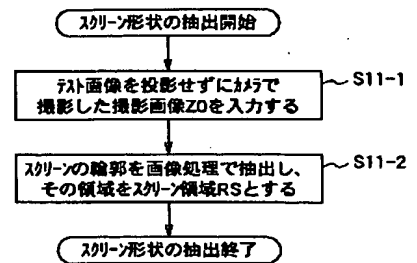 スクリーン形状の抽出開始
テスト画像を投影せずにカメラで
撮影した撮影画像Z0を入力する
S11-1
スクリーンの輪郭を画像処理で抽出し、
その領域をスクリーン領域RSとする
S11-2
スクリーン形状の抽出終了